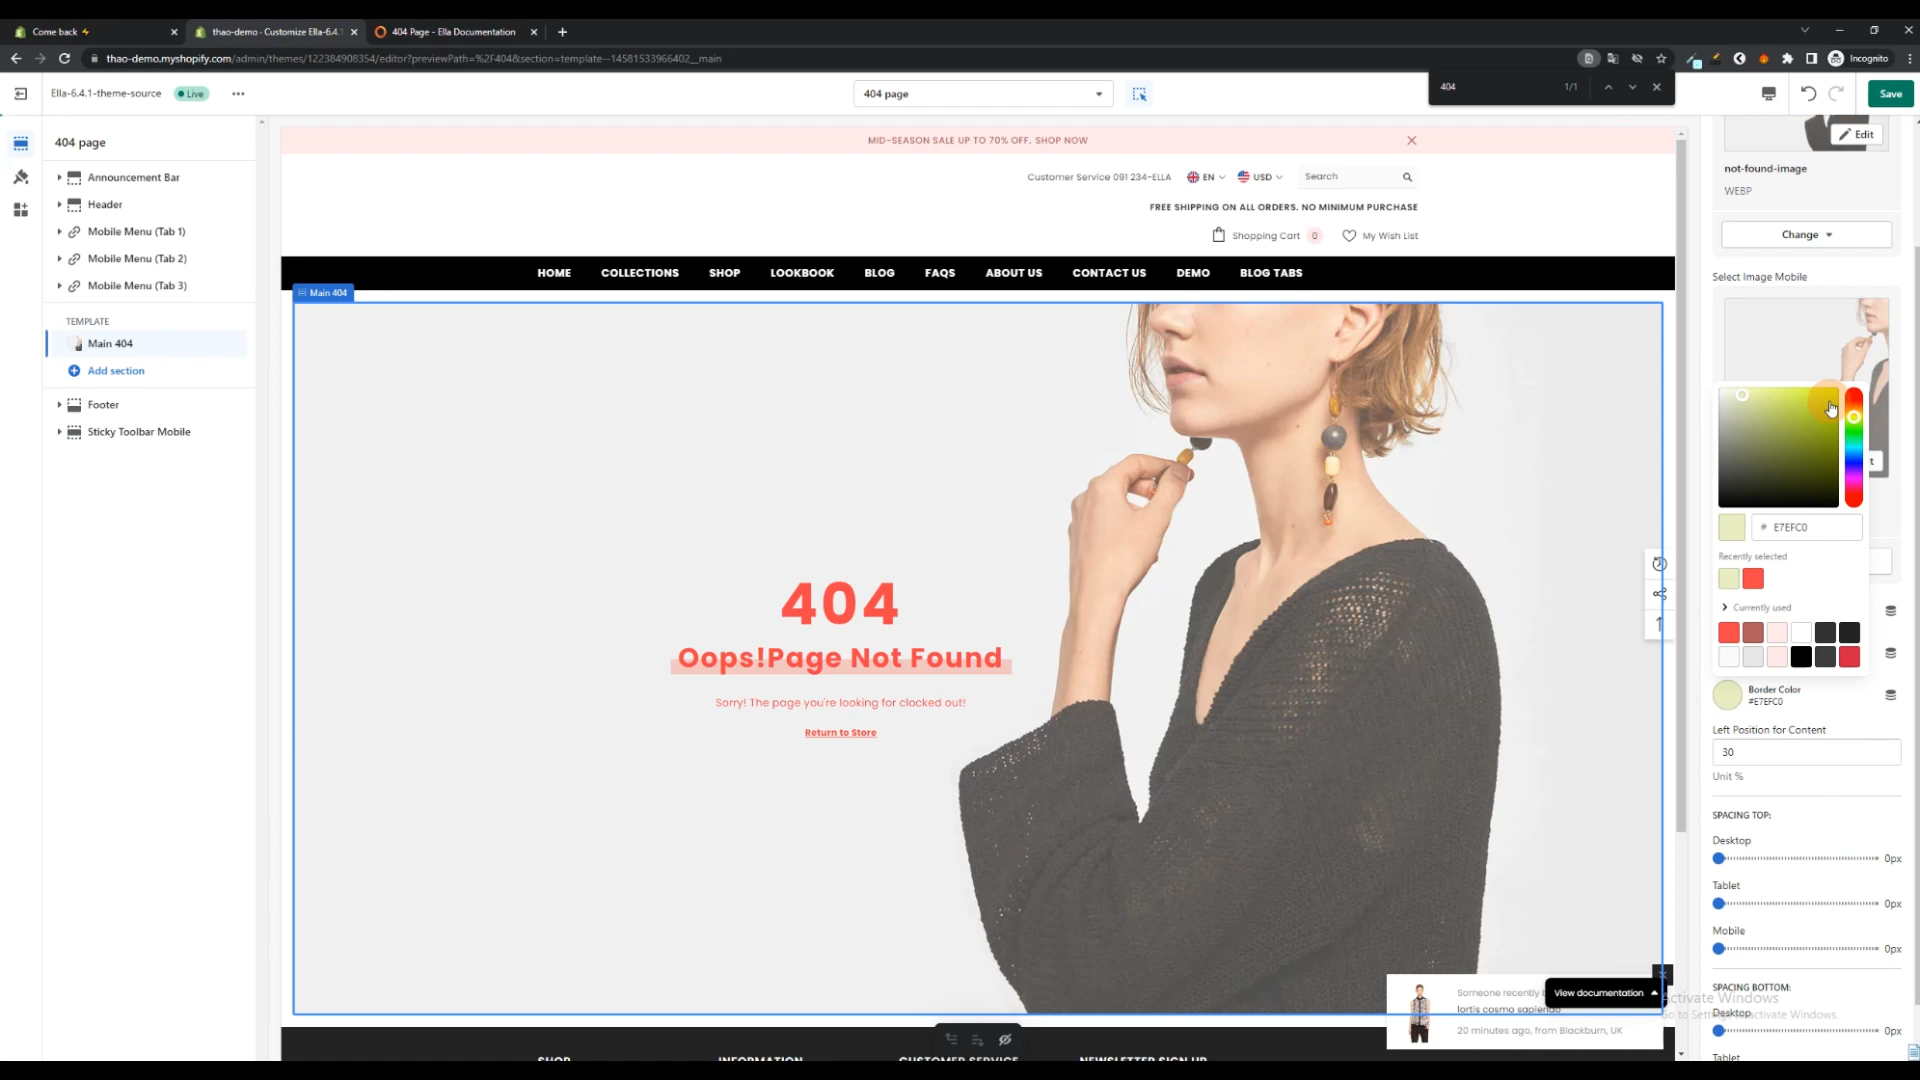 Come back
thao-demo - Customize Ella-6.4.1
404 Page - Ella Documentation
thao-demo.myshopify.com/admin/themes/122384908354/editor?previewPath=%2F404&section=template--14581533966402__main
Incognito
Ella-6.4.1-theme-source
Live
404 page
404
1/1
Save
404 page
Announcement Bar
Header
Mobile Menu (Tab 1)
Mobile Menu (Tab 2)
Mobile Menu (Tab 3)
TEMPLATE
Main 404
Add section
Footer
Sticky Toolbar Mobile
MID-SEASON SALE UP TO 70% OFF. SHOP NOW
Customer Service 091 234-ELLA
EN
USD
Search
FREE SHIPPING ON ALL ORDERS. NO MINIMUM PURCHASE
Shopping Cart 0
My Wish List
HOME COLLECTIONS SHOP LOOKBOOK BLOG FAQS ABOUT US CONTACT US DEMO BLOG TABS
Main 404
404
Oops!Page Not Found
Sorry! The page you're looking for clocked out!
Return to Store
Someone recently
View documentation
lortis cosmo sapiendo
20 minutes ago, from Blackburn, UK
SHOP INFORMATION CUSTOMER SERVICE NEWSLETTER SIGN UP
Edit
not-found-image
WEBP
Change
Select Image Mobile
# E7EFC0
Recently selected
Currently used
Border Color
#E7EFC0
Left Position for Content
30
Unit %
SPACING TOP:
Desktop
0px
Tablet
0px
Mobile
0px
SPACING BOTTOM:
Activate Windows
Desktop
0px
Tablet